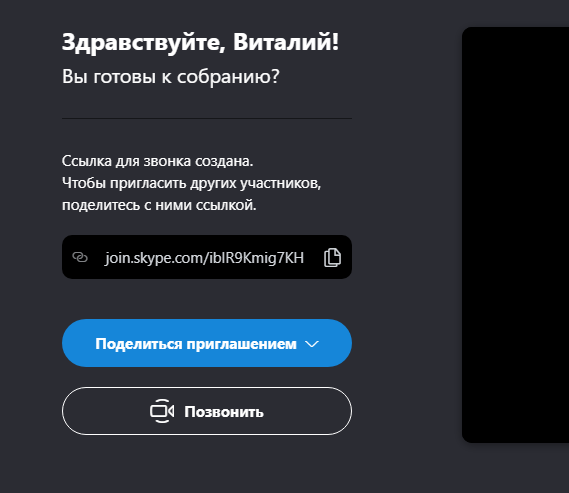 Здравствуйте, Виталий!
Вы готовы к собранию?
Ссылка для звонка создана.
Чтобы пригласить других участников,
поделитесь с ними ссылкой.
join.skype.com/iblR9Kmig7KH
Поделиться приглашением
Позвонить